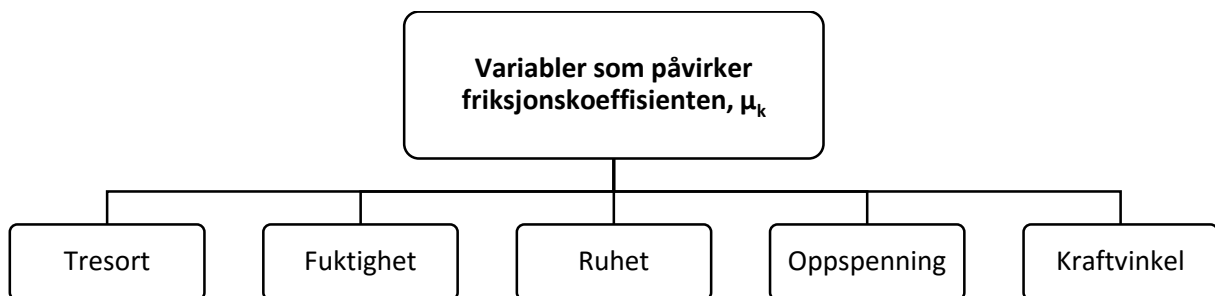 Variabler som påvirker
friksjonskoeffisienten, μk
Tresort
Fuktighet
Ruhet
Oppspenning
Kraftvinkel